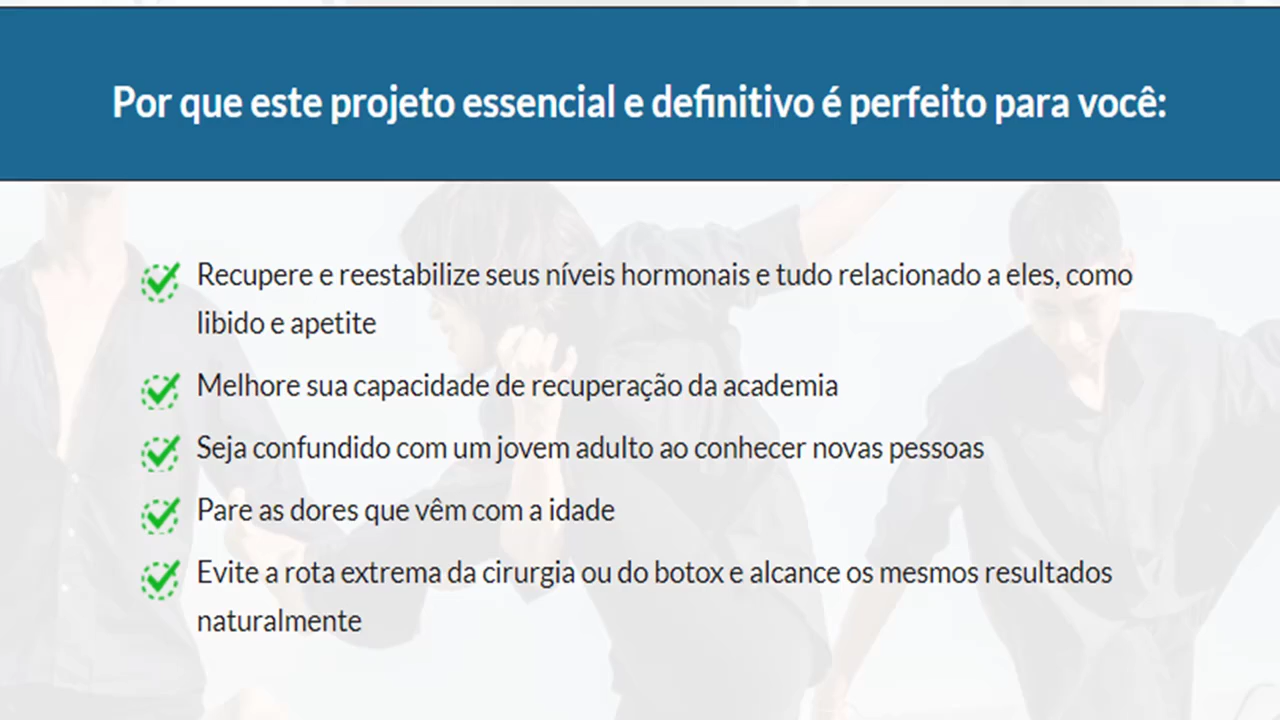 Por que este projeto essencial e definitivo é perfeito para você:
Recupere e reestabilize seus níveis hormonais e tudo relacionado a eles, como
libido e apetite
Melhore sua capacidade de recuperação da academia
Seja confundido com um jovem adulto ao conhecer novas pessoas
Pare as dores que vêm com a idade
Evite a rota extrema da cirurgia ou do botox e alcance os mesmos resultados
naturalmente